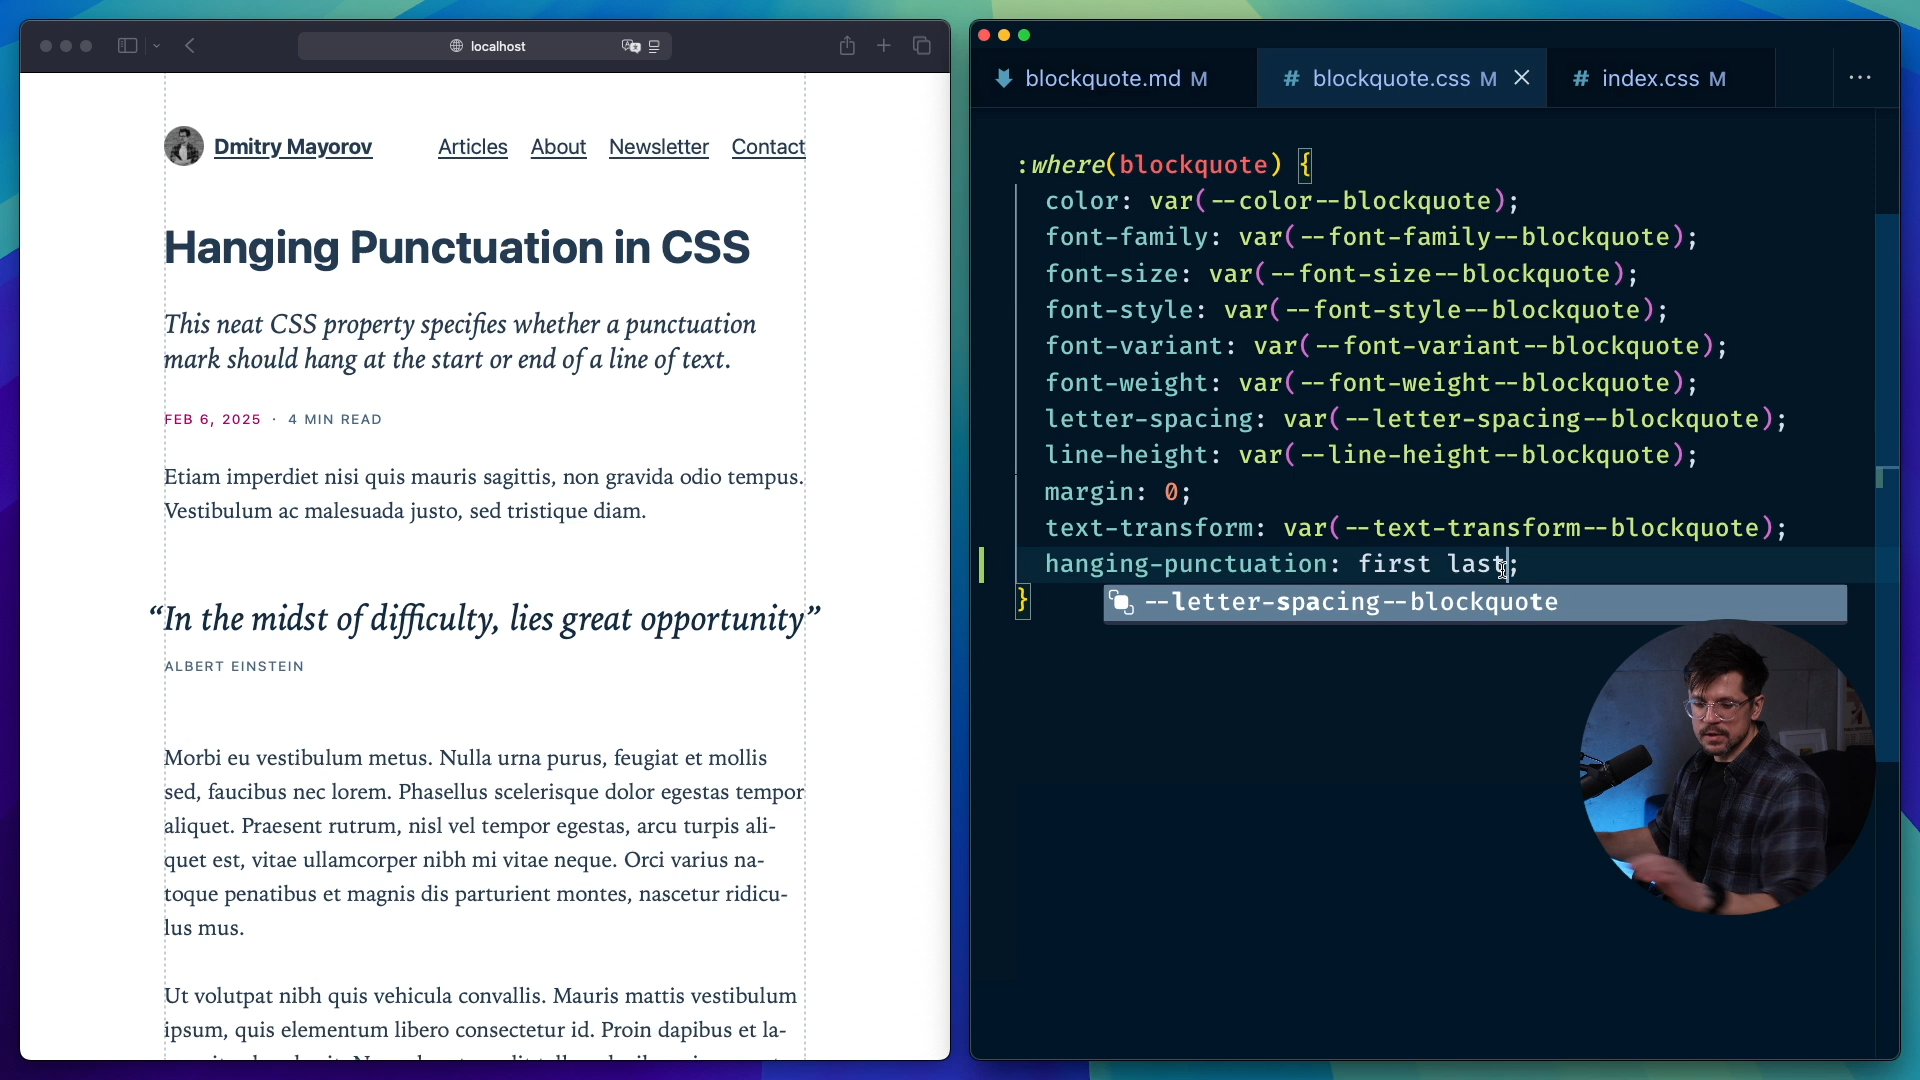 localhost
Dmitry Mayorov
Articles
About
Newsletter
Contact
Hanging Punctuation in CSS
This neat CSS property specifies whether a punctuation
mark should hang at the start or end of a line of text.
FEB 6, 2025 · 4 MIN READ
Etiam imperdiet nisi quis mauris sagittis, non gravida odio tempus.
Vestibulum ac malesuada justo, sed tristique diam.
“In the midst of difficulty, lies great opportunity”
ALBERT EINSTEIN
Morbi eu vestibulum metus. Nulla urna purus, feugiat et mollis
sed, faucibus nec lorem. Phasellus scelerisque dolor egestas tempor
aliquet. Praesent rutrum, nisl vel tempor egestas, arcu turpis ali-
quet est, vitae ullamcorper nibh mi vitae neque. Orci varius na-
toque penatibus et magnis dis parturient montes, nascetur ridicu-
lus mus.
Ut volutpat nibh quis vehicula convallis. Mauris mattis vestibulum
ipsum, quis elementum libero consectetur id. Proin dapibus et la-
blockquote.md M
# blockquote.css M
# index.css M
:where(blockquote) {
color: var(--color--blockquote);
font-family: var(--font-family--blockquote);
font-size: var(--font-size--blockquote);
font-style: var(--font-style--blockquote);
font-variant: var(--font-variant--blockquote);
font-weight: var(--font-weight--blockquote);
letter-spacing: var(--letter-spacing--blockquote);
line-height: var(--line-height--blockquote);
margin: 0;
text-transform: var(--text-transform--blockquote);
hanging-punctuation: first last;
}
--letter-spacing--blockquote